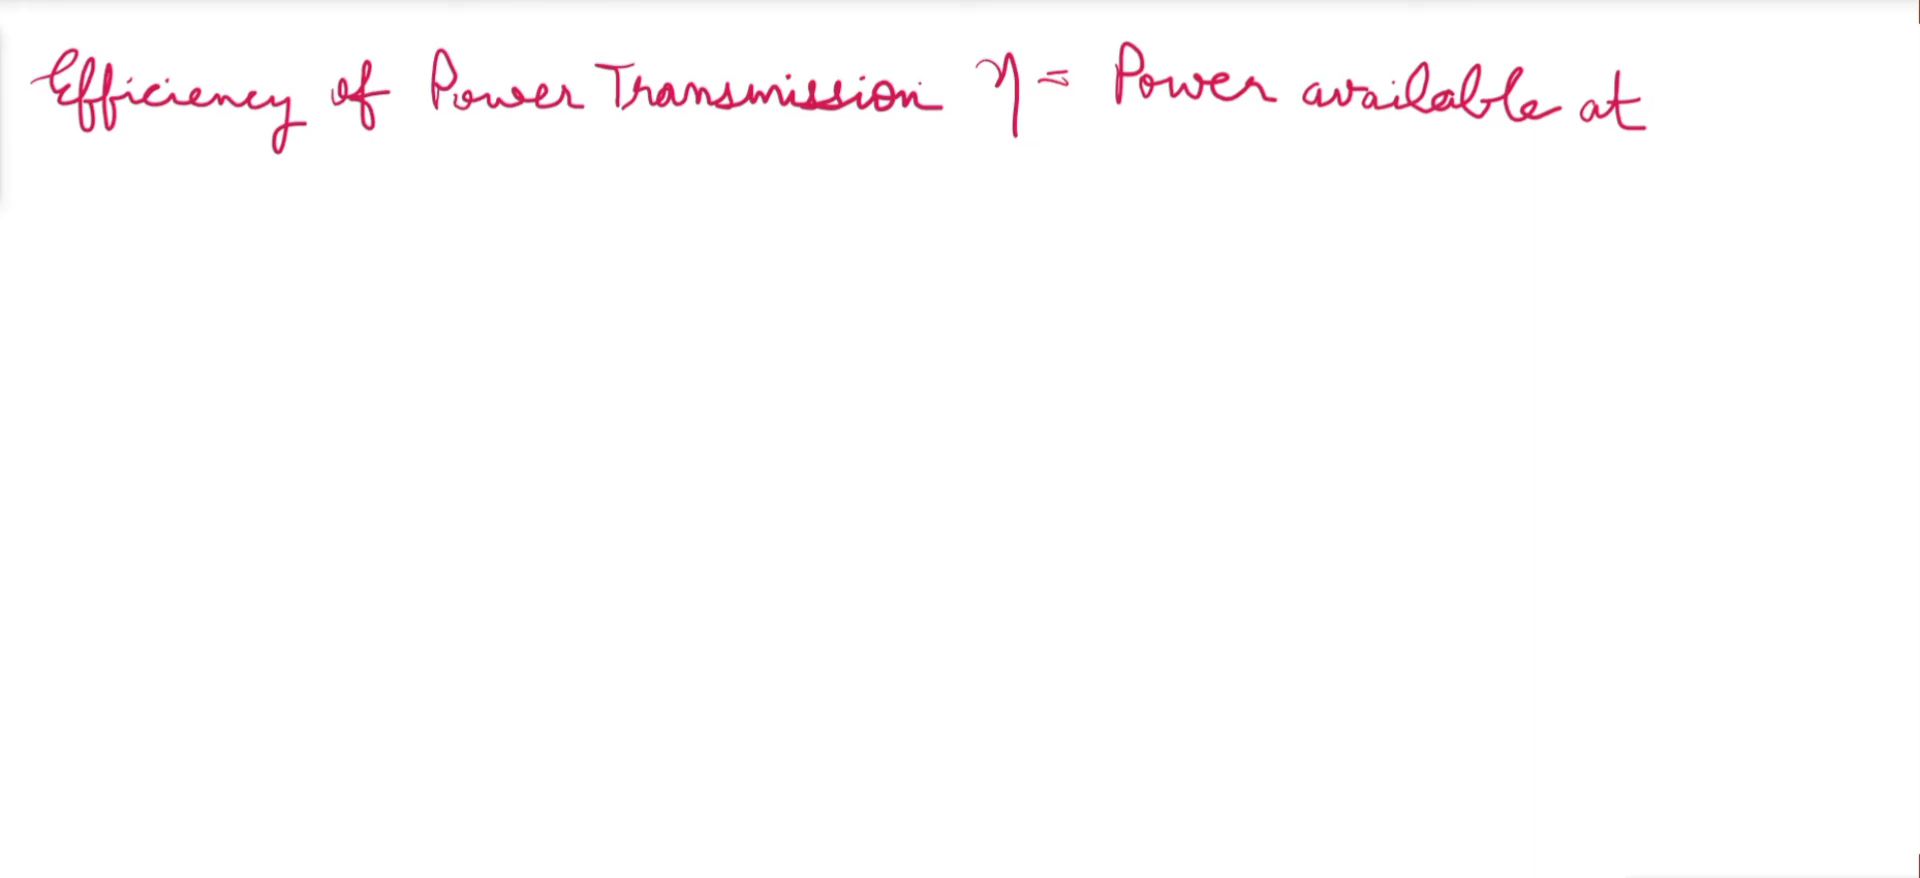 Efficiency of Power Transmission η = Power available at